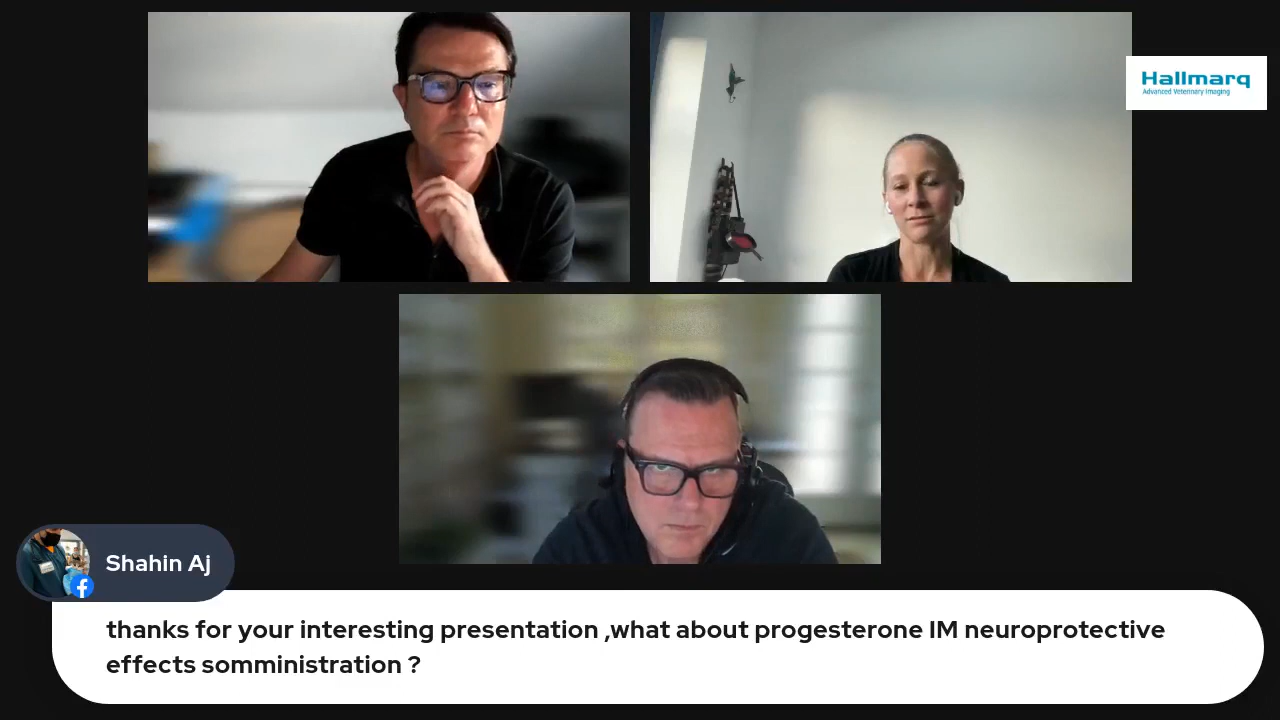 Hallmarq
Advanced Veterinary Imaging
Shahin Aj
thanks for your interesting presentation ,what about progesterone IM neuroprotective
effects somministration ?